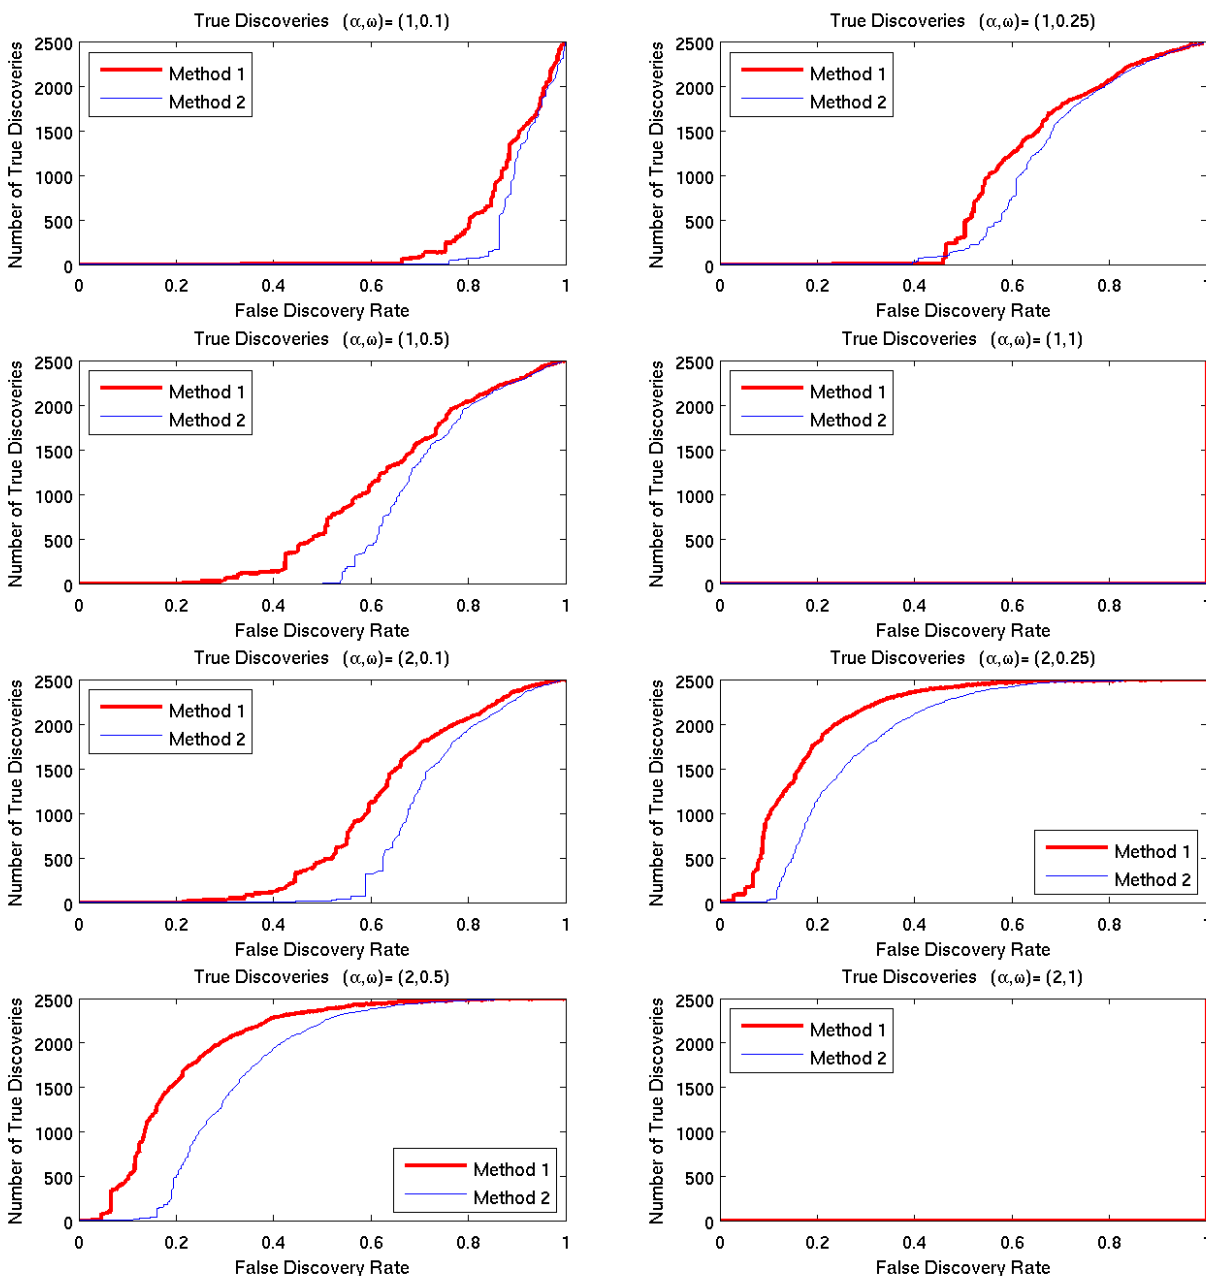 True Discoveries (α,ω)= (1,0.1)
Number of True Discoveries
2500
2000
1500
1000
500
0
Method 1
Method 2
0 0.2 0.4 0.6 0.8 1
False Discovery Rate
True Discoveries (α,ω)= (1,0.25)
Number of True Discoveries
2500
2000
1500
1000
500
0
Method 1
Method 2
0 0.2 0.4 0.6 0.8
False Discovery Rate
True Discoveries (α,ω)= (1,0.5)
Number of True Discoveries
2500
2000
1500
1000
500
0
Method 1
Method 2
0 0.2 0.4 0.6 0.8 1
False Discovery Rate
True Discoveries (α,ω)= (1,1)
Number of True Discoveries
2500
2000
1500
1000
500
0
Method 1
Method 2
0 0.2 0.4 0.6 0.8
False Discovery Rate
True Discoveries (α,ω)= (2,0.1)
Number of True Discoveries
2500
2000
1500
1000
500
0
Method 1
Method 2
0 0.2 0.4 0.6 0.8 1
False Discovery Rate
True Discoveries (α,ω)= (2,0.25)
Number of True Discoveries
2500
2000
1500
1000
500
0
Method 1
Method 2
0 0.2 0.4 0.6 0.8
False Discovery Rate
True Discoveries (α,ω)= (2,0.5)
Number of True Discoveries
2500
2000
1500
1000
500
0
Method 1
Method 2
0 0.2 0.4 0.6 0.8 1
False Discovery Rate
True Discoveries (α,ω)= (2,1)
Number of True Discoveries
2500
2000
1500
1000
500
0
Method 1
Method 2
0 0.2 0.4 0.6 0.8
False Discovery Rate